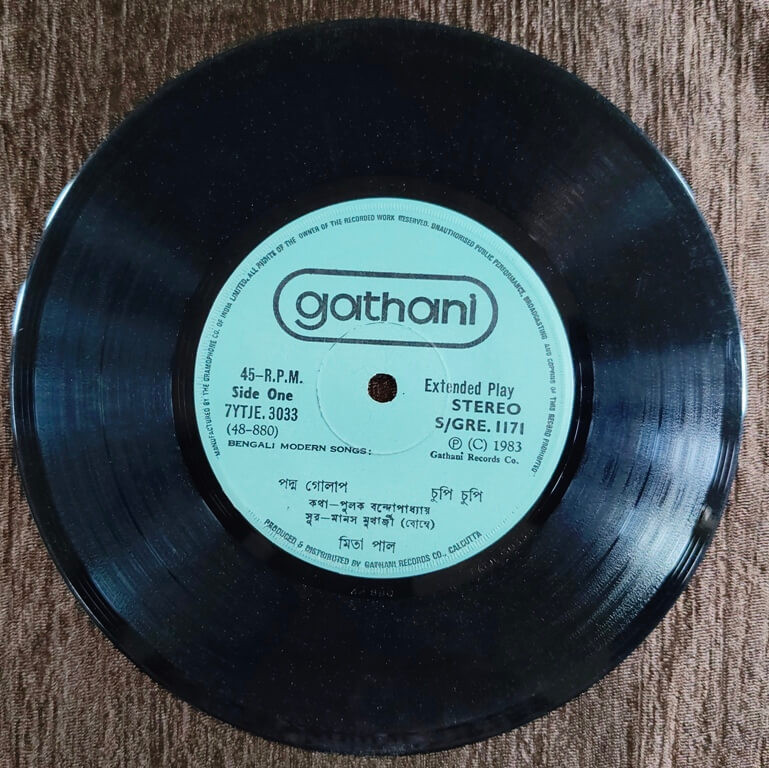 MANUFACTURED BY THE GRAMOPHONE CO. OF INDIA LIMITED. ALL RIGHTS OF THE OWNER OF THE RECORDED WORK RESERVED. UNAUTHORISED PUBLIC PERFORMANCE, BROADCASTING AND COPYING OF THIS RECORD PROHIBITED
gathani
45-R.P.M.
Side One
7YTJE. 3033
(48-880)
BENGALI MODERN SONGS:
Extended Play
STEREO
S/GRE. 1171
Ⓟ (C) 1983
Gathani Records Co.
পদ্ম গোলাপ চুপি চুপি
কথা—পুলক বন্দোপাধ্যায়
সুর—মানস মুখার্জ্জী (বোম্বে)
মিতা পাল
PRODUCED & DISTRIBUTED BY GATHANI RECORDS CO., CALCUTTA